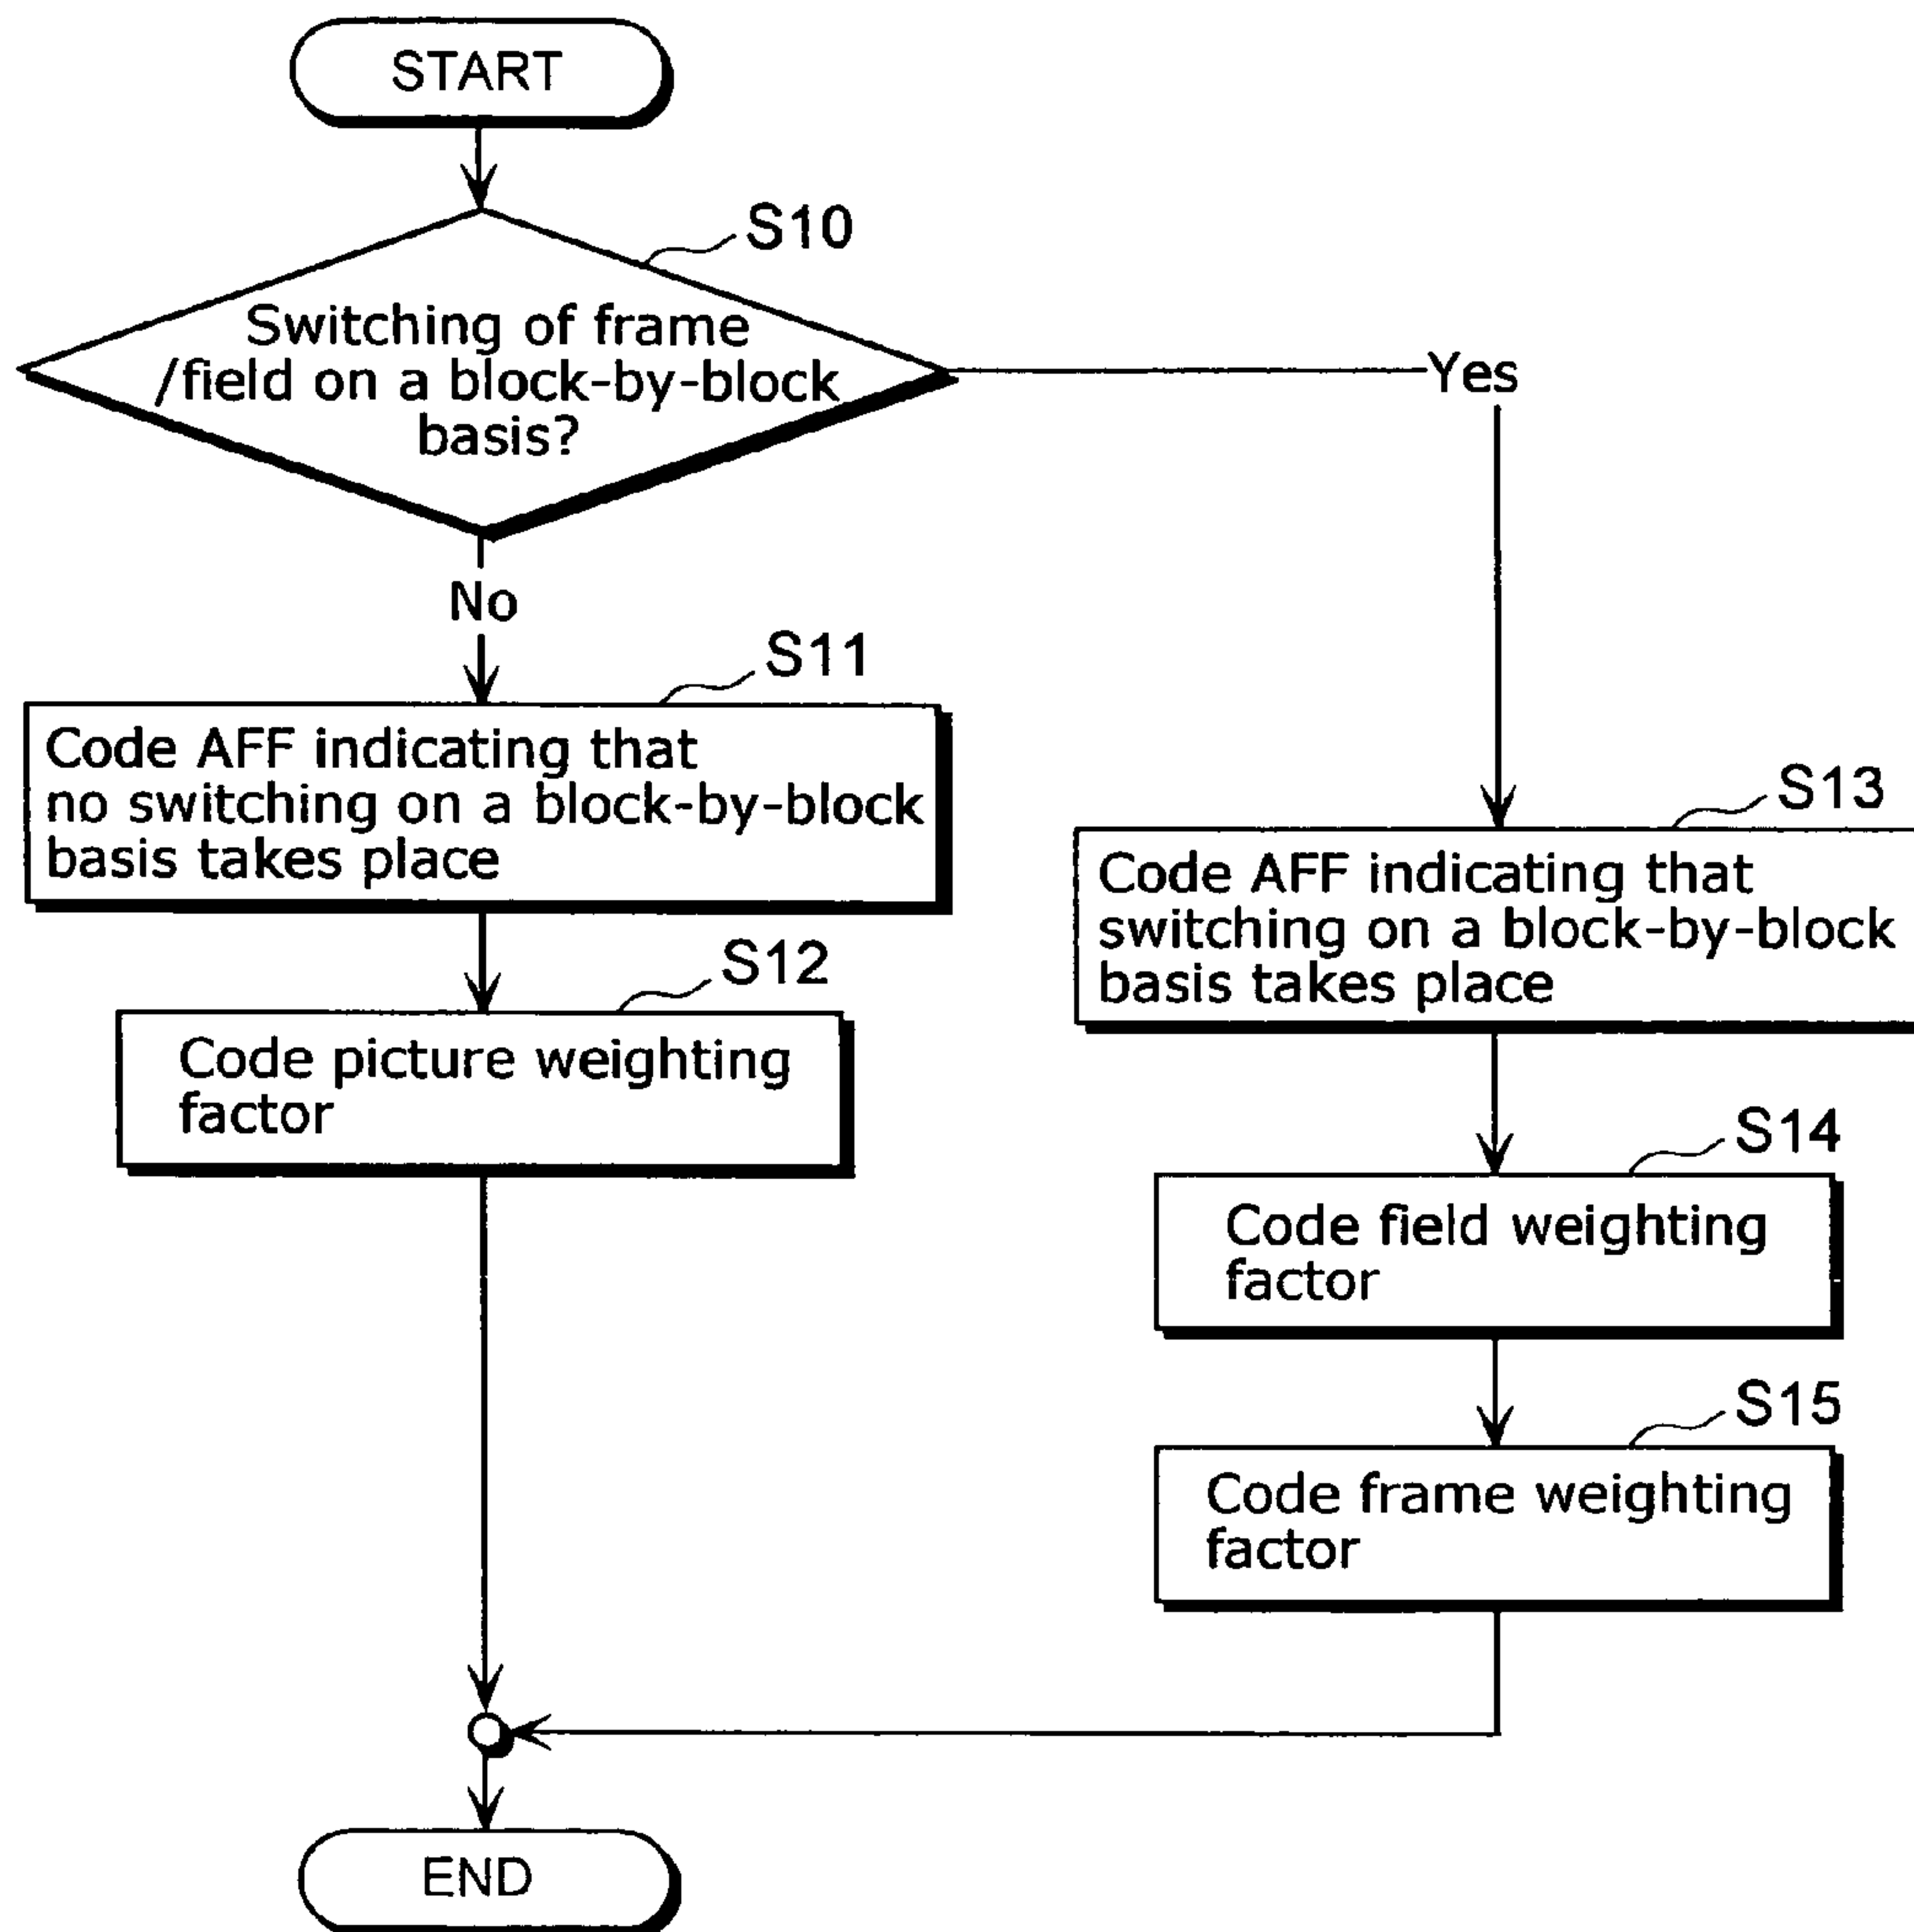 START
S10
Switching of frame
/field on a block-by-block
basis?
Yes
No
S11
Code AFF indicating that
no switching on a block-by-block
basis takes place
S13
Code AFF indicating that
switching on a block-by-block
basis takes place
S12
Code picture weighting
factor
S14
Code field weighting
factor
S15
Code frame weighting
factor
END